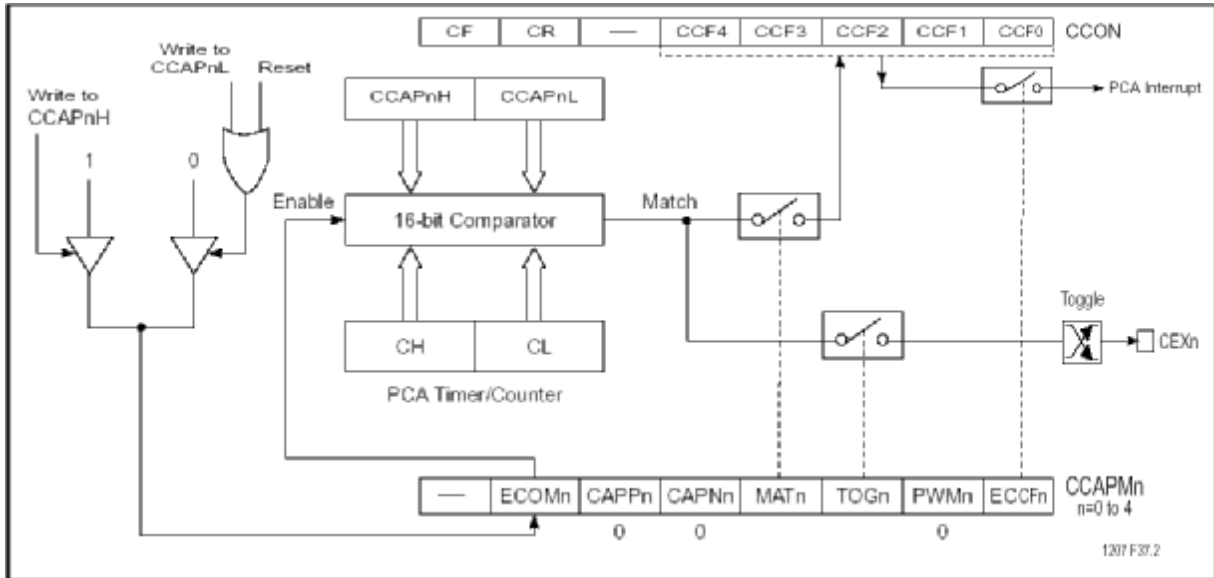 CF CR — CCF4 CCF3 CCF2 CCF1 CCF0 CCON
Write to
CCAPnL
Reset
Write to
CCAPnH
CCAPnH CCAPnL
PCA Interrupt
1 0
Enable
16-bit Comparator
Match
Toggle
CH CL
CEXn
PCA Timer/Counter
— ECOMn CAPPn CAPNn MATn TOGn PWMn ECCFn CCAPMn
n=0 to 4
0 0 0
1207 F37.2